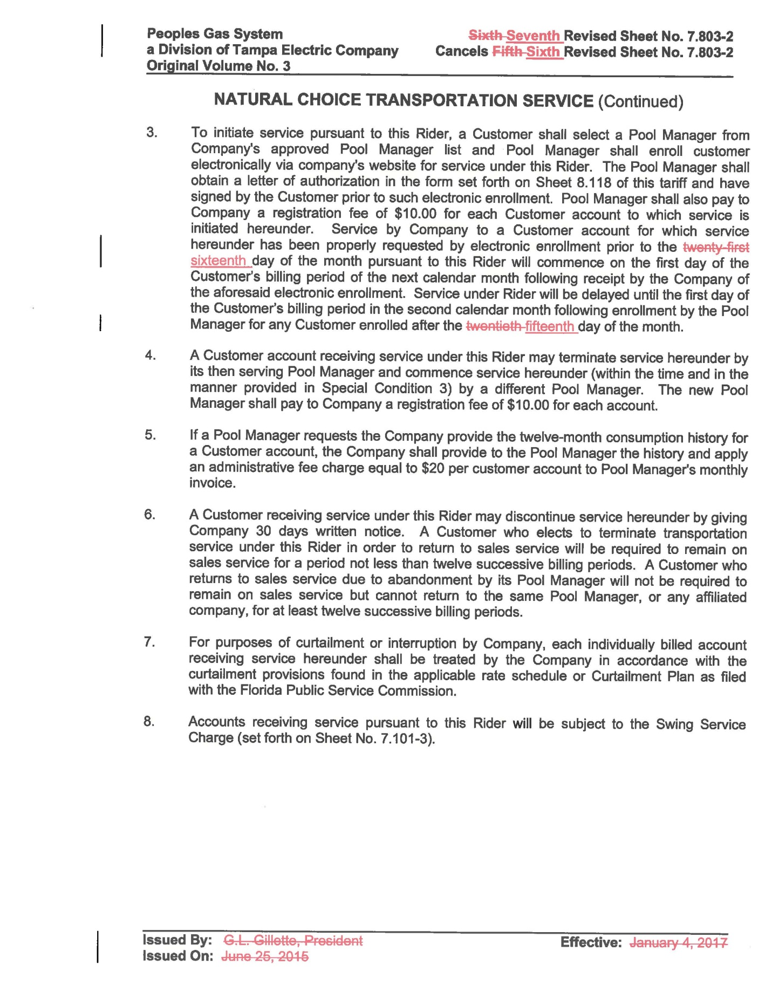 Peoples Gas System
a Division of Tampa Electric Company
Original Volume No. 3
Sixth Seventh Revised Sheet No. 7.803-2
Cancels Fifth Sixth Revised Sheet No. 7.803-2
NATURAL CHOICE TRANSPORTATION SERVICE (Continued)
3. To initiate service pursuant to this Rider, a Customer shall select a Pool Manager from
Company's approved Pool Manager list and Pool Manager shall enroll customer
electronically via company's website for service under this Rider. The Pool Manager shall
obtain a letter of authorization in the form set forth on Sheet 8.118 of this tariff and have
signed by the Customer prior to such electronic enrollment. Pool Manager shall also pay to
Company a registration fee of $10.00 for each Customer account to which service is
initiated hereunder. Service by Company to a Customer account for which service
hereunder has been properly requested by electronic enrollment prior to the twenty-first
sixteenth day of the month pursuant to this Rider will commence on the first day of the
Customer's billing period of the next calendar month following receipt by the Company of
the aforesaid electronic enrollment. Service under Rider will be delayed until the first day of
the Customer's billing period in the second calendar month following enrollment by the Pool
Manager for any Customer enrolled after the twentieth fifteenth day of the month.
4. A Customer account receiving service under this Rider may terminate service hereunder by
its then serving Pool Manager and commence service hereunder (within the time and in the
manner provided in Special Condition 3) by a different Pool Manager. The new Pool
Manager shall pay to Company a registration fee of $10.00 for each account.
5. If a Pool Manager requests the Company provide the twelve-month consumption history for
a Customer account, the Company shall provide to the Pool Manager the history and apply
an administrative fee charge equal to $20 per customer account to Pool Manager's monthly
invoice.
6. A Customer receiving service under this Rider may discontinue service hereunder by giving
Company 30 days written notice. A Customer who elects to terminate transportation
service under this Rider in order to return to sales service will be required to remain on
sales service for a period not less than twelve successive billing periods. A Customer who
returns to sales service due to abandonment by its Pool Manager will not be required to
remain on sales service but cannot return to the same Pool Manager, or any affiliated
company, for at least twelve successive billing periods.
7. For purposes of curtailment or interruption by Company, each individually billed account
receiving service hereunder shall be treated by the Company in accordance with the
curtailment provisions found in the applicable rate schedule or Curtailment Plan as filed
with the Florida Public Service Commission.
8. Accounts receiving service pursuant to this Rider will be subject to the Swing Service
Charge (set forth on Sheet No. 7.101-3).
Issued By: G.L. Gillette, President
Issued On: June 25, 2015
Effective: January 4, 2017